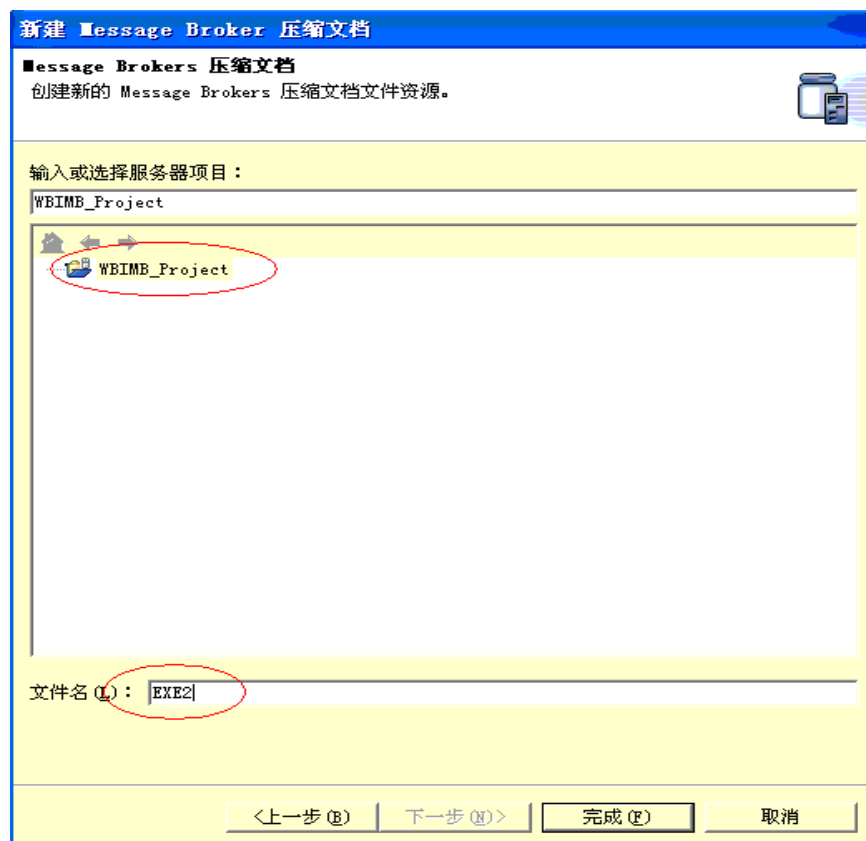 新建 Message Broker 压缩文档
Message Brokers 压缩文档
创建新的 Message Brokers 压缩文档文件资源。
输入或选择服务器项目：
WBIMB_Project
WBIMB_Project
文件名(L)： EXE2
<上一步(B) 下一步(N)> 完成(F) 取消